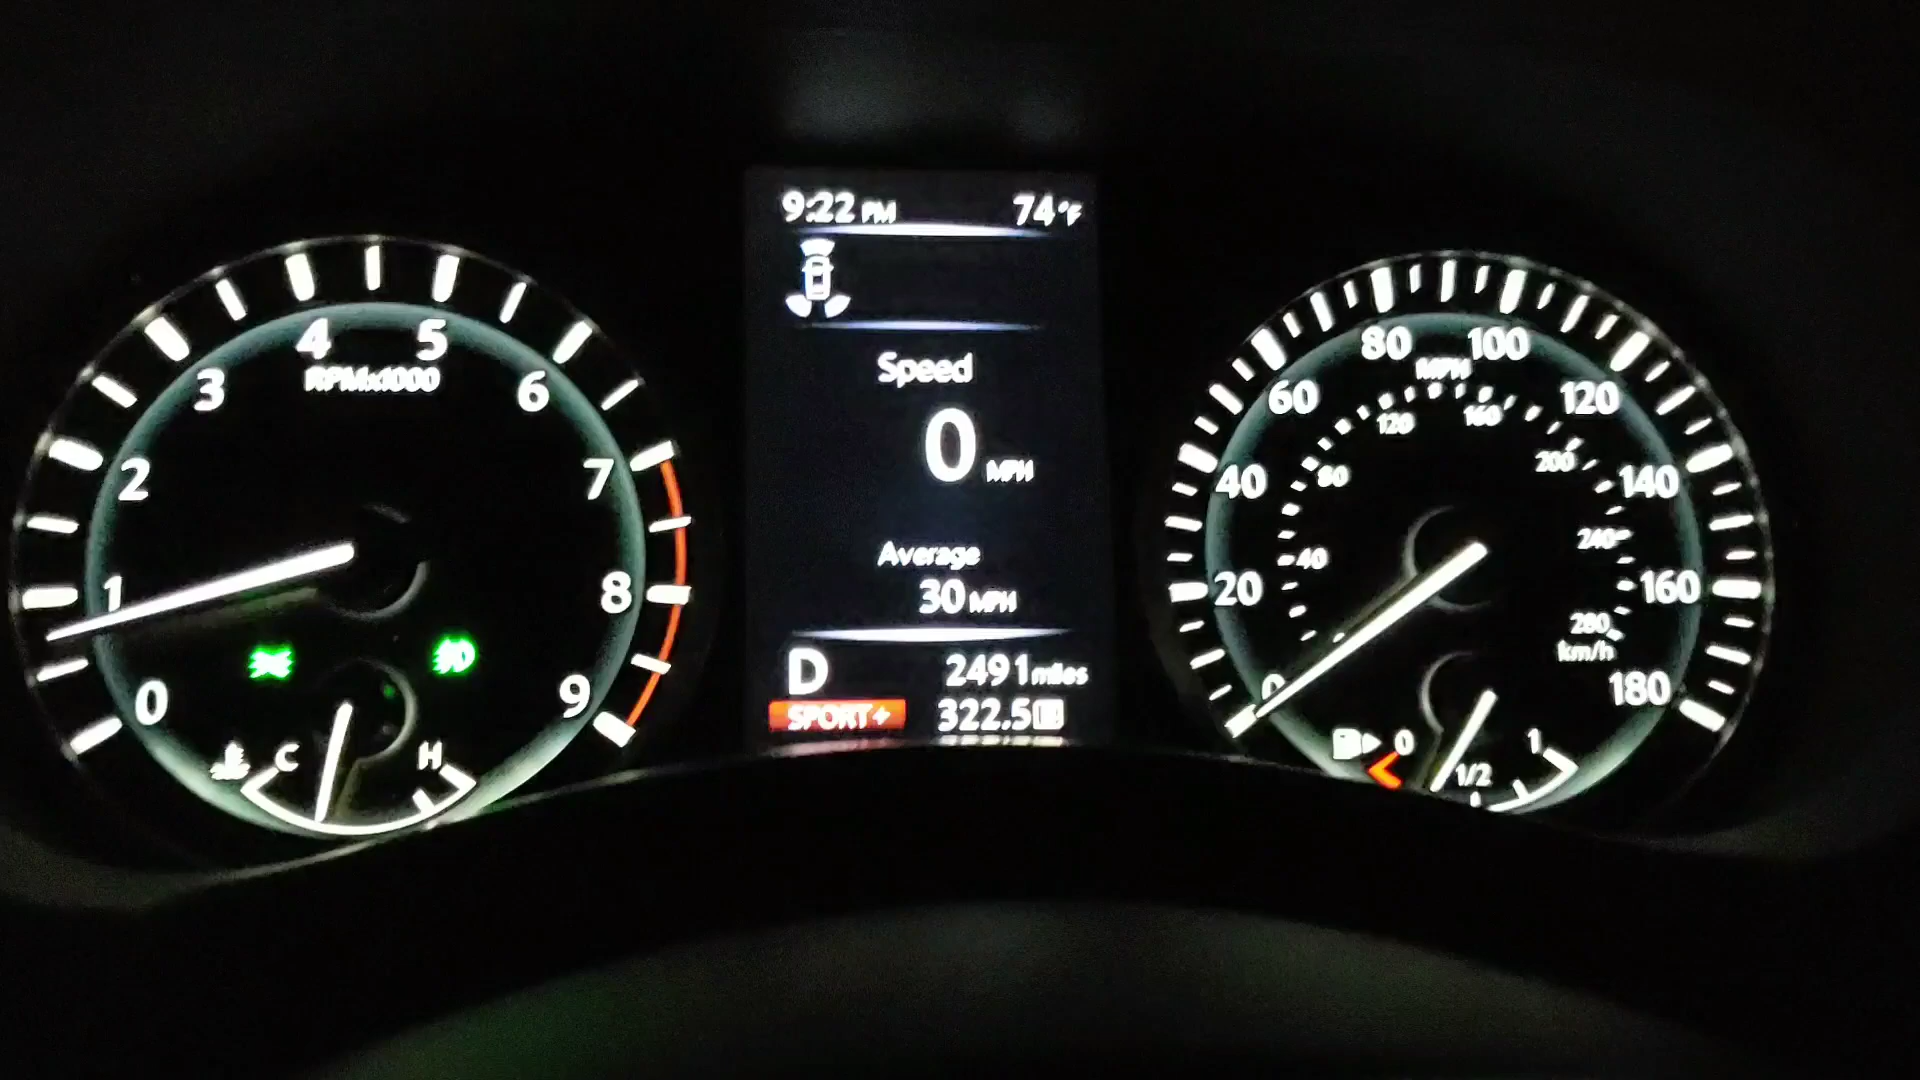 9:22 PM 74°F
Speed
0 MPH
Average
30 MPH
D 2491 miles
SPORT+ 322.5
0
1
2
3
4
5
6
7
8
9
RPMx1000
C H
0
20
40
60
80
100
120
140
160
180
MPH
40
80
120
160
200
240
280
km/h
0 1/2 1